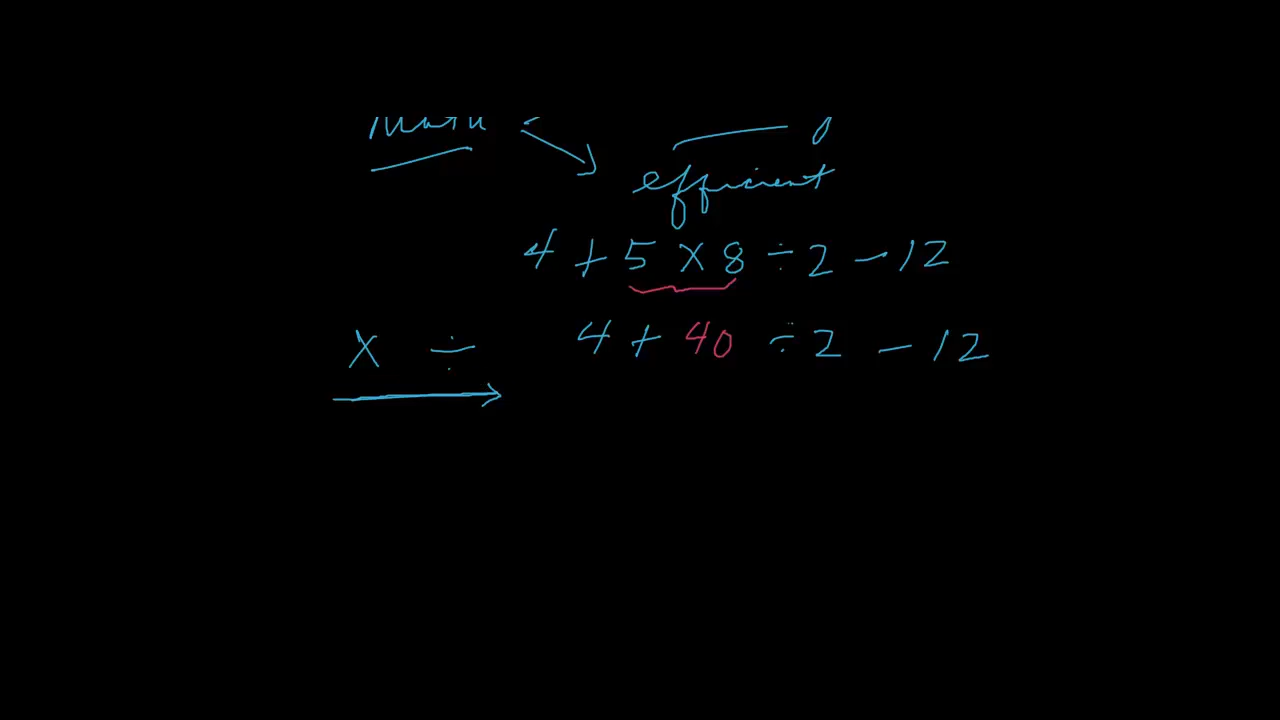 efficient
4 + 5 × 8 ÷ 2 - 12
× ÷ 4 + 40 ÷ 2 - 12